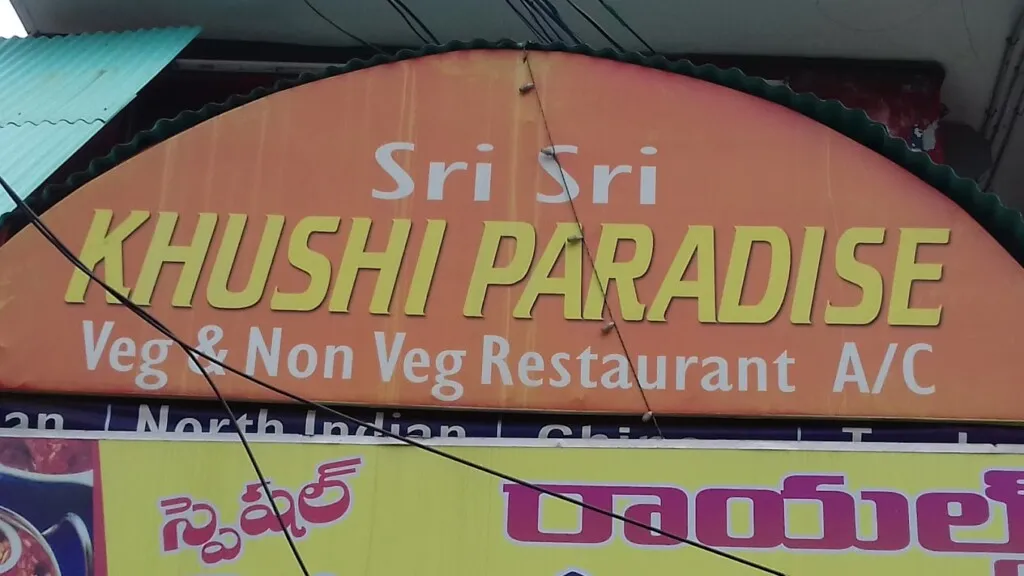 Sri Sri
KHUSHI PARADISE
Veg & Non Veg Restaurant A/C
North Indian
స్పెషల్